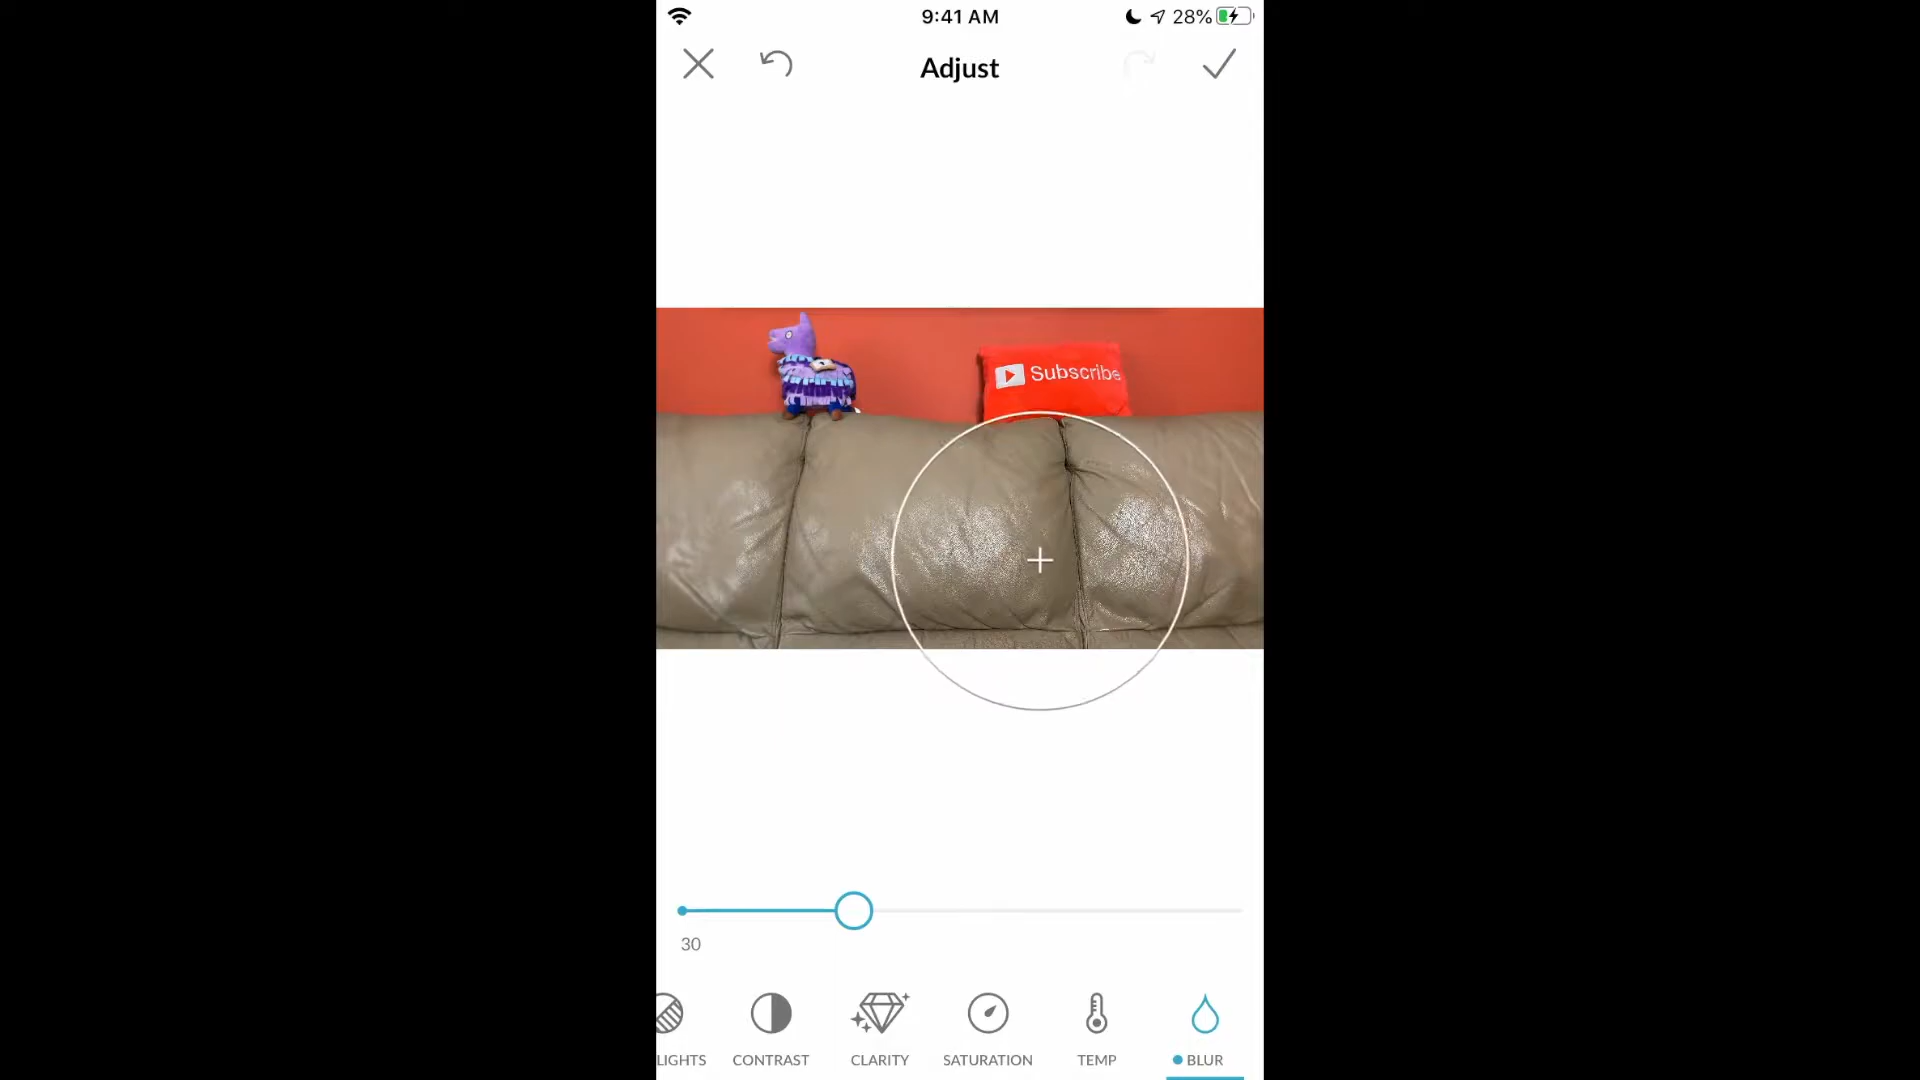 9:41 AM
28%
Adjust
Subscribe
30
LIGHTS CONTRAST CLARITY SATURATION TEMP BLUR